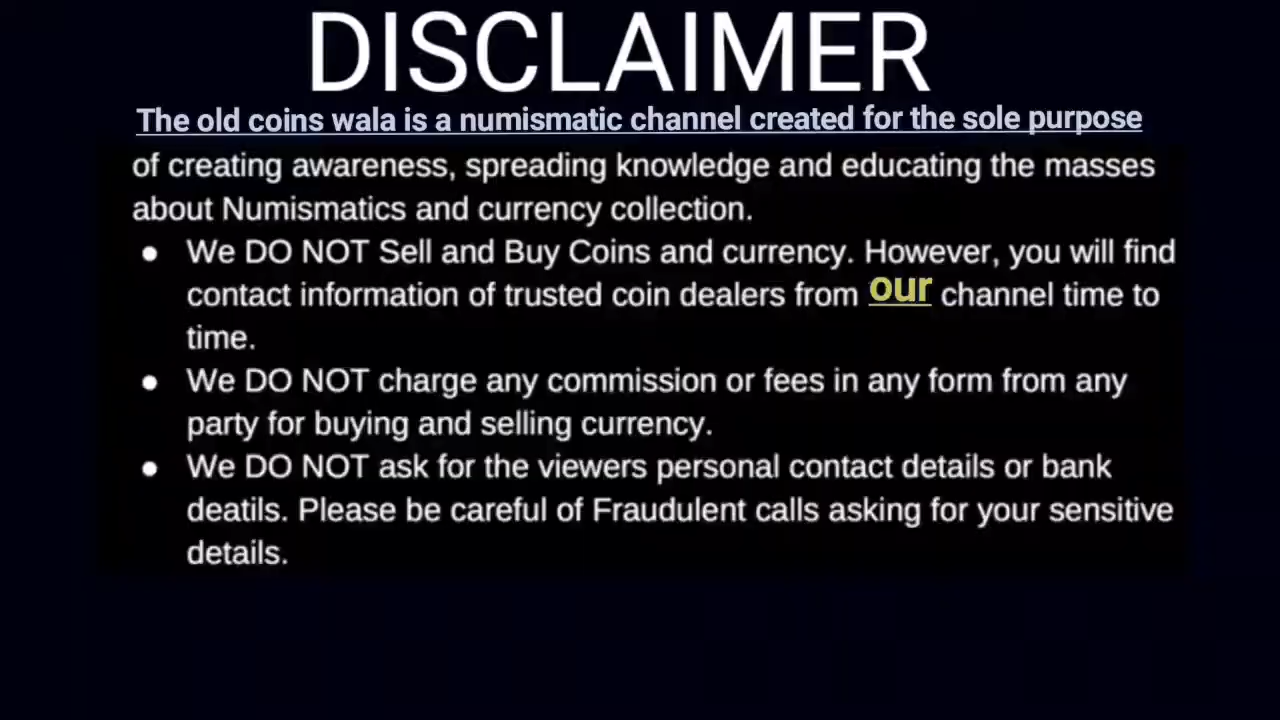 DISCLAIMER
The old coins wala is a numismatic channel created for the sole purpose
of creating awareness, spreading knowledge and educating the masses
about Numismatics and currency collection.
● We DO NOT Sell and Buy Coins and currency. However, you will find
contact information of trusted coin dealers from our channel time to
time.
● We DO NOT charge any commission or fees in any form from any
party for buying and selling currency.
● We DO NOT ask for the viewers personal contact details or bank
deatils. Please be careful of Fraudulent calls asking for your sensitive
details.